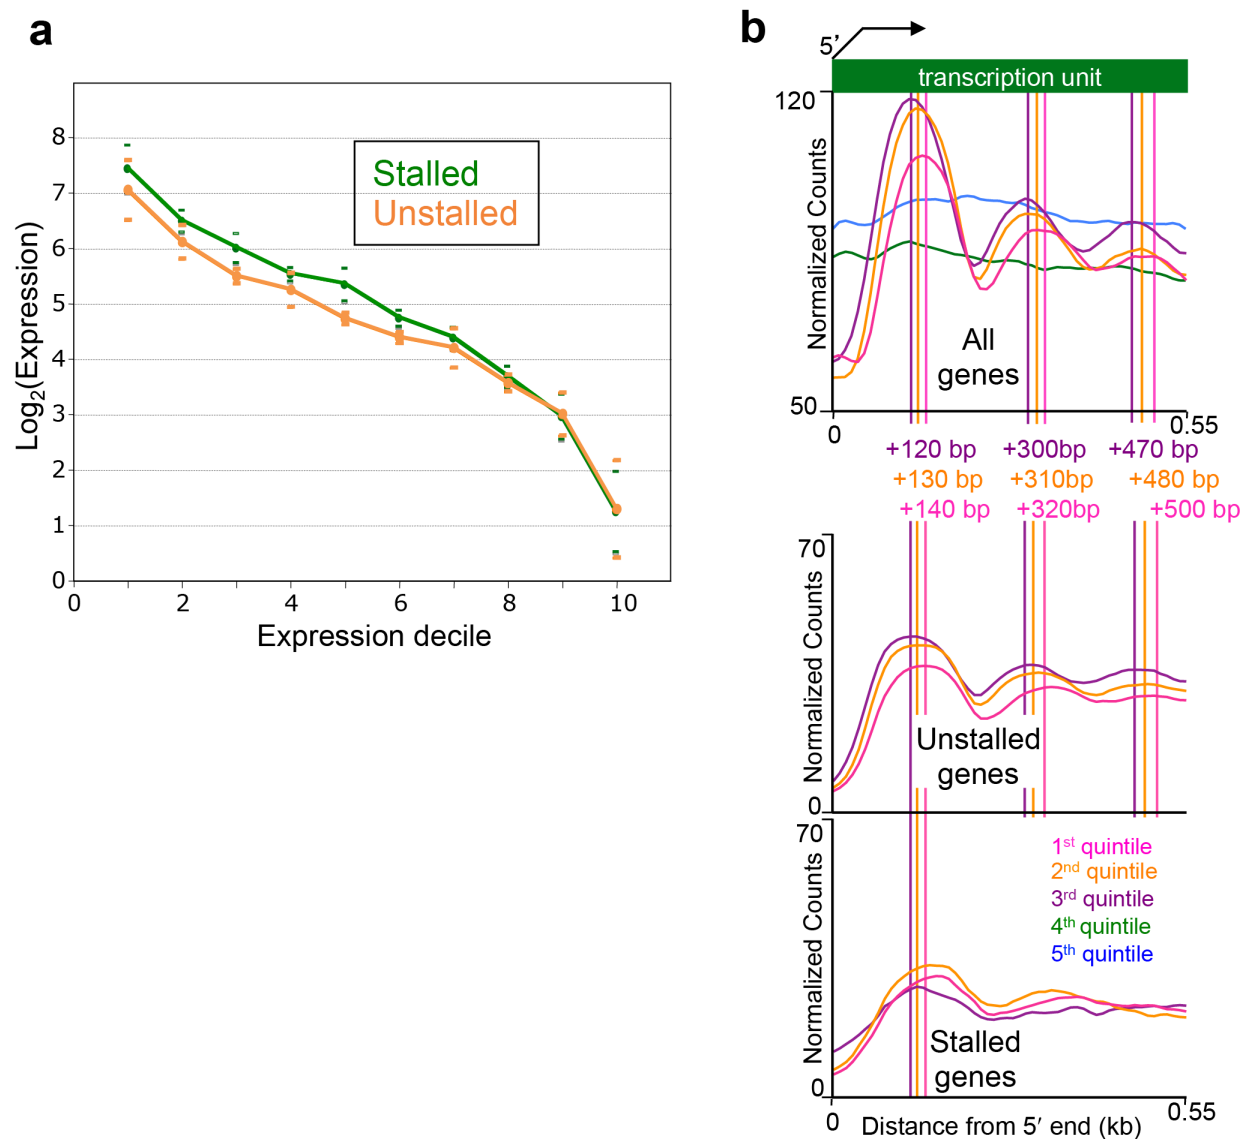 a
8
7
6
5
4
3
2
1
0
Log2(Expression)
Stalled
Unstalled
0
2
4
6
8
10
Expression decile
b
5′
transcription unit
120
50
Normalized Counts
All
genes
0
0.55
+120 bp
+300bp
+470 bp
+130 bp
+310bp
+480 bp
+140 bp
+320bp
+500 bp
70
0
Normalized Counts
Unstalled
genes
70
0
Normalized Counts
1st quintile
2nd quintile
3rd quintile
4th quintile
5th quintile
Stalled
genes
0
0.55
Distance from 5′ end (kb)